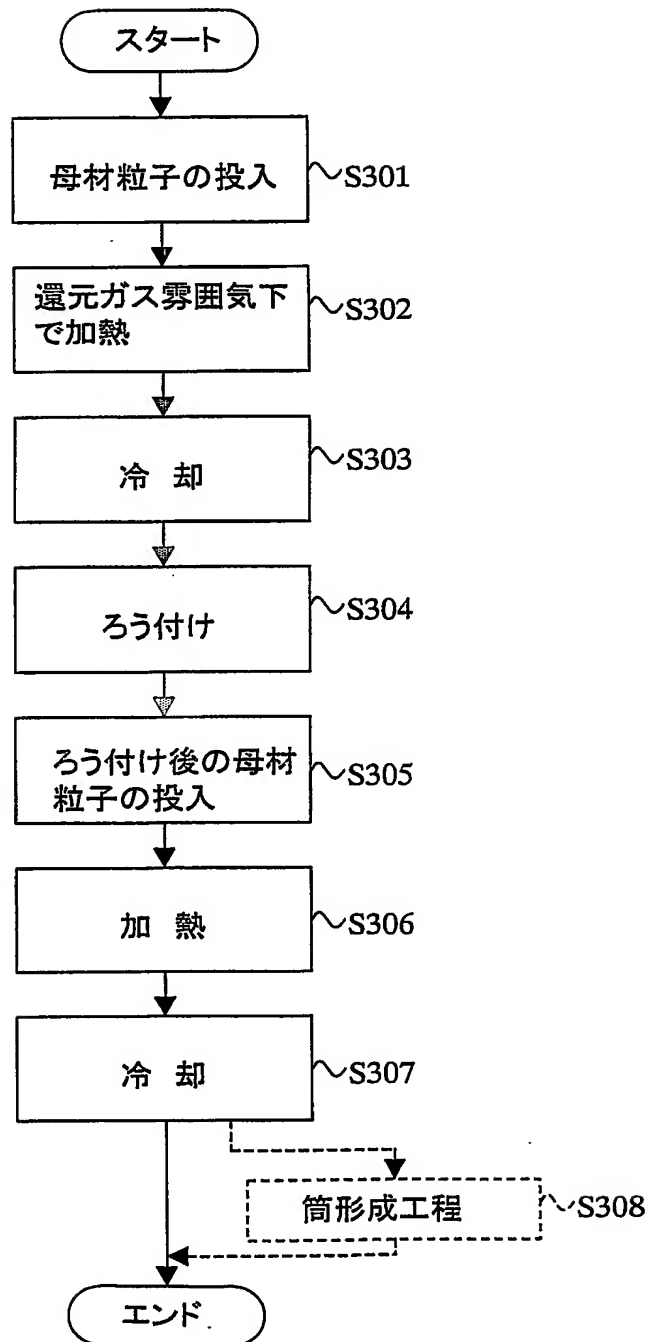 スタート
母材粒子の投入
S301
還元ガス雰囲気下
で加熱
S302
冷 却
S303
ろう付け
S304
ろう付け後の母材
粒子の投入
S305
加 熱
S306
冷 却
S307
筒形成工程
S308
エンド